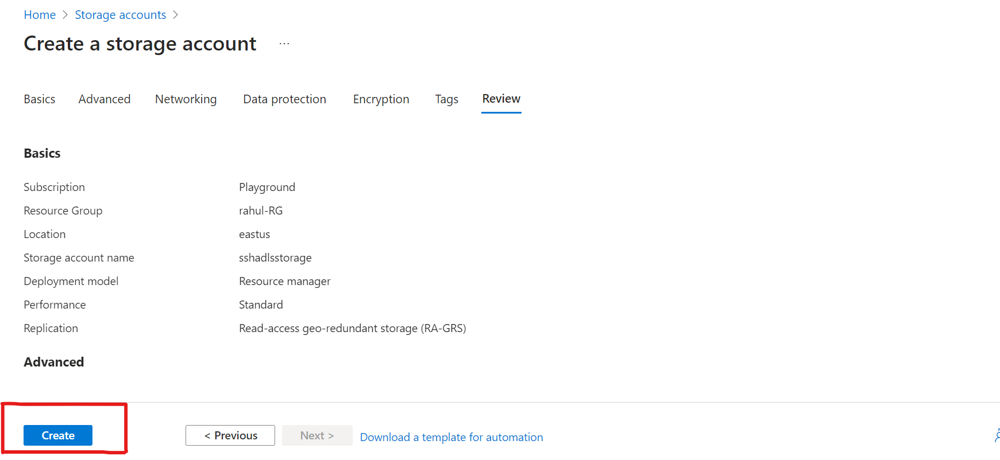 Home > Storage accounts >
Create a storage account ...
Basics Advanced Networking Data protection Encryption Tags Review
Basics
Subscription Playground
Resource Group rahul-RG
Location eastus
Storage account name sshadlsstorage
Deployment model Resource manager
Performance Standard
Replication Read-access geo-redundant storage (RA-GRS)
Advanced
Create < Previous Next > Download a template for automation